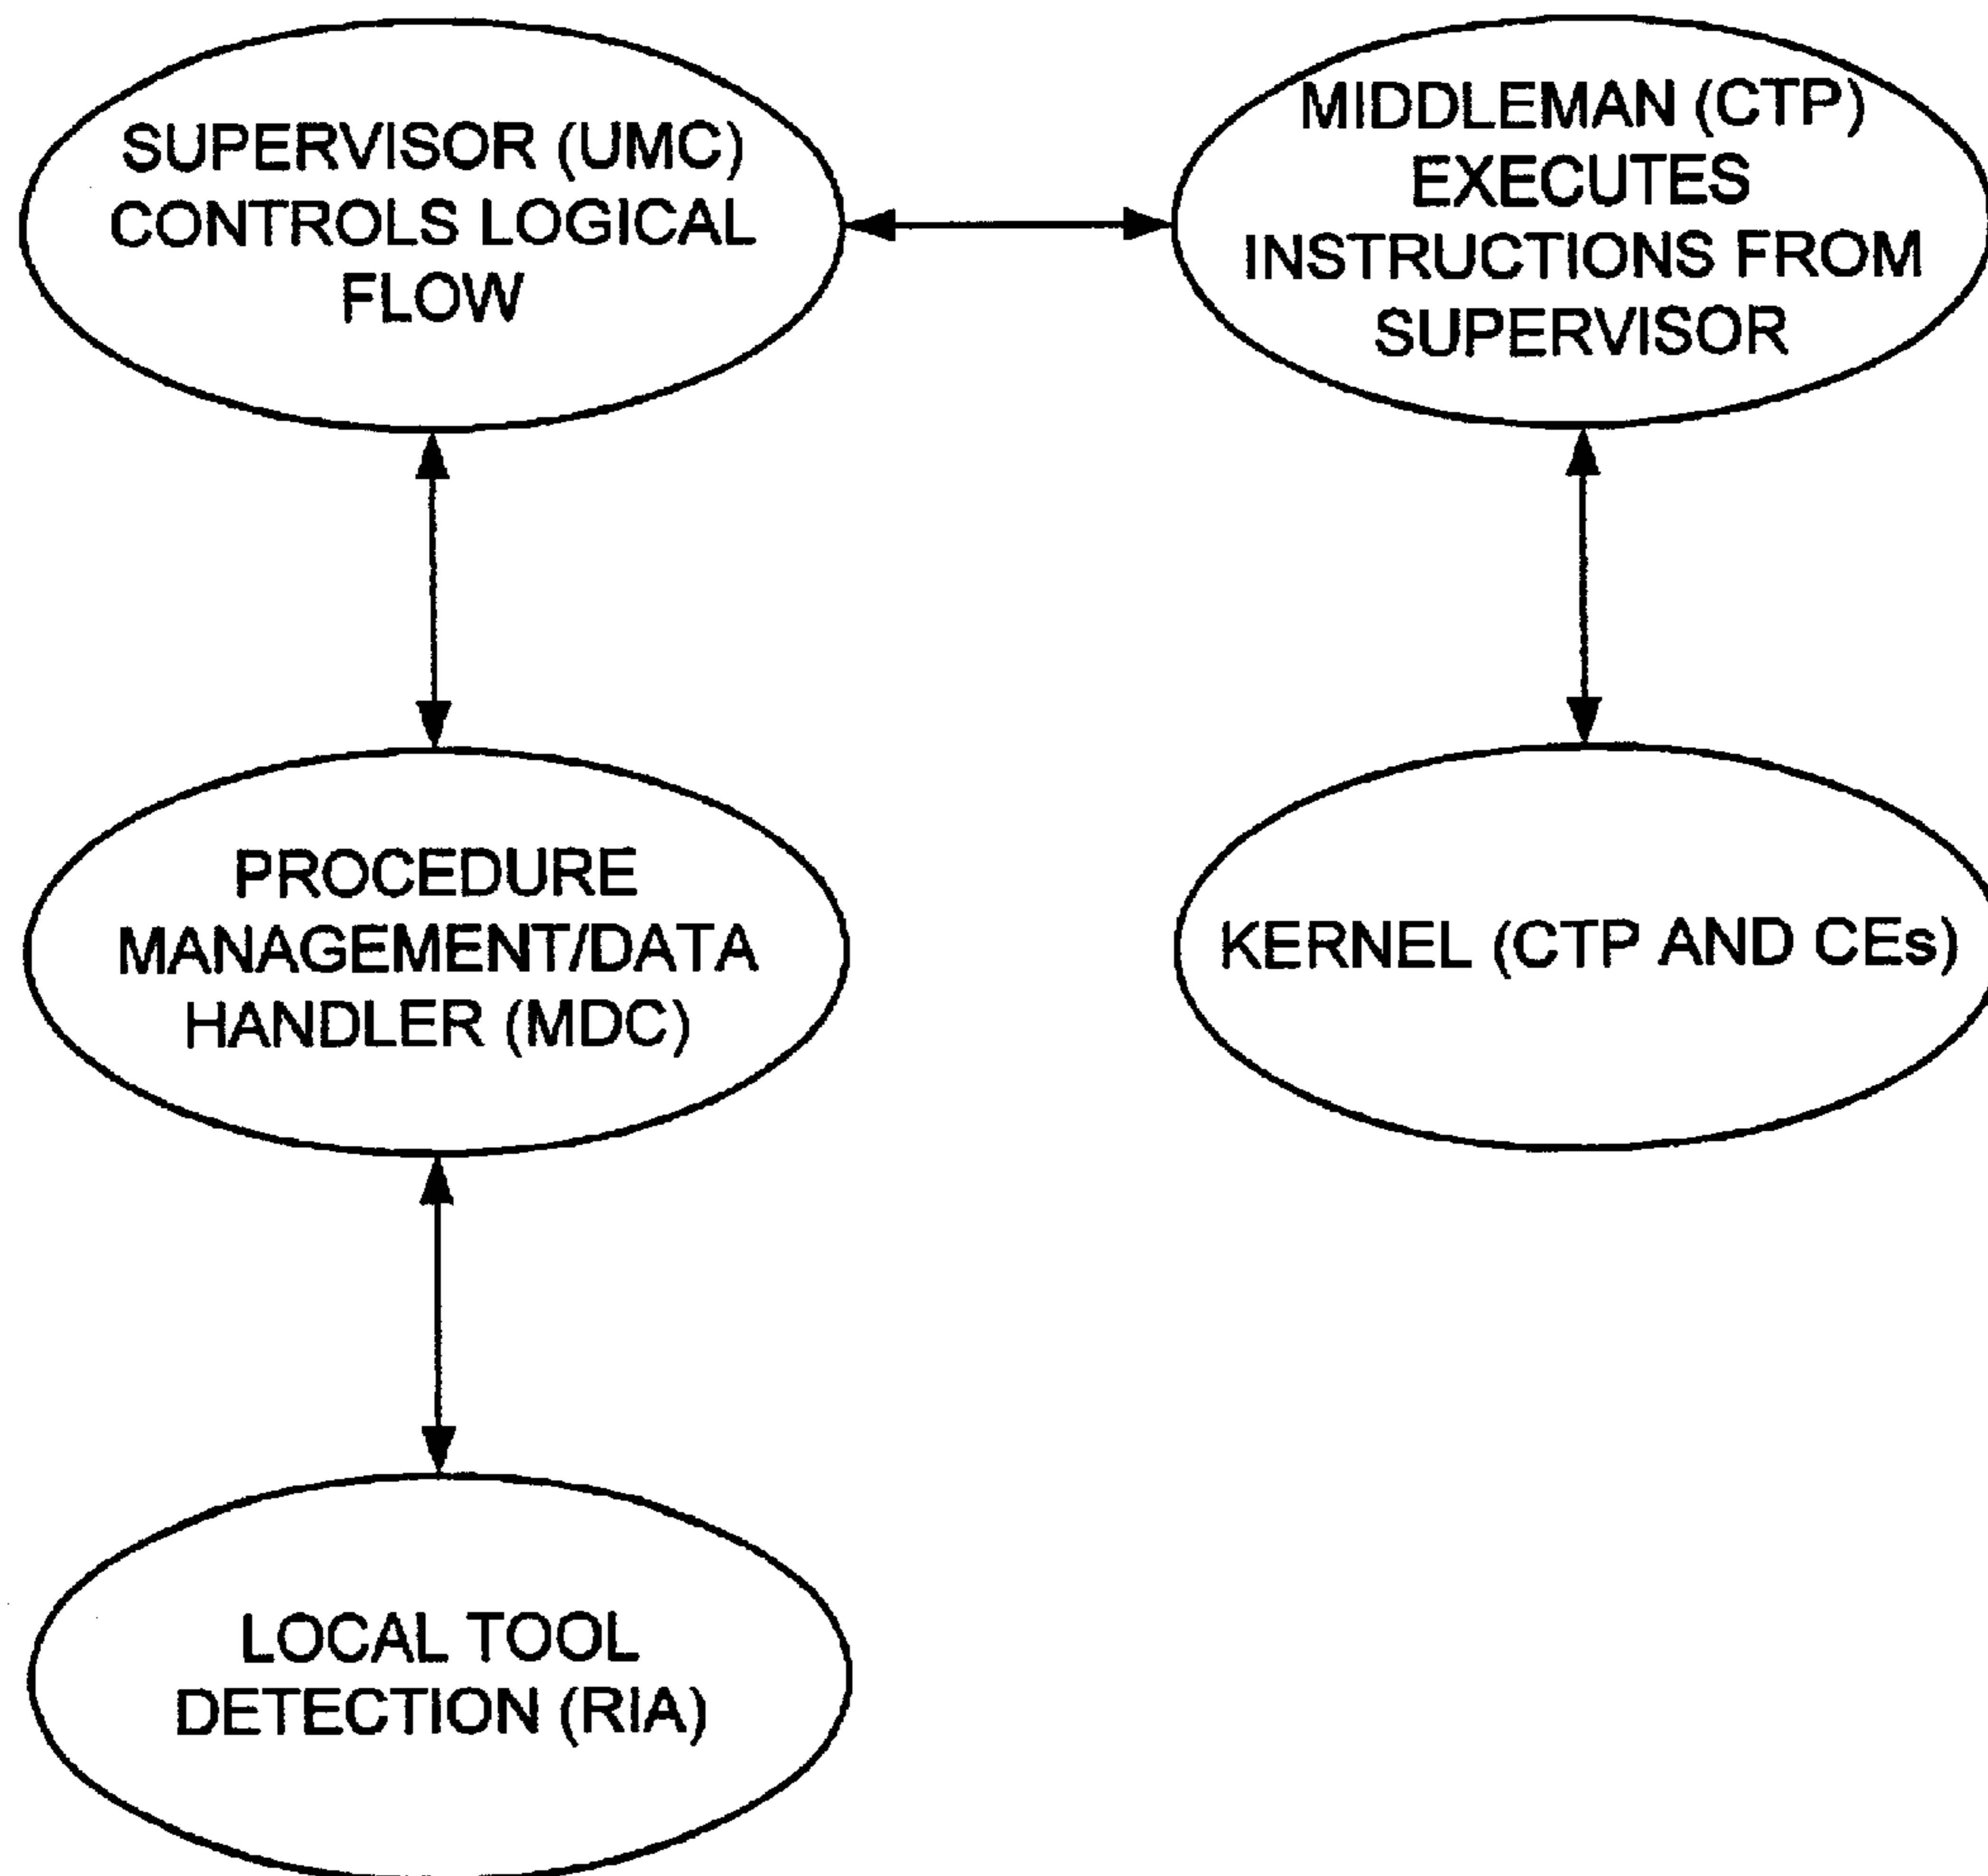 SUPERVISOR (UMC)
CONTROLS LOGICAL
FLOW
MIDDLEMAN (CTP)
EXECUTES
INSTRUCTIONS FROM
SUPERVISOR
PROCEDURE
MANAGEMENT/DATA
HANDLER (MDC)
KERNEL (CTP AND CEs)
LOCAL TOOL
DETECTION (RIA)